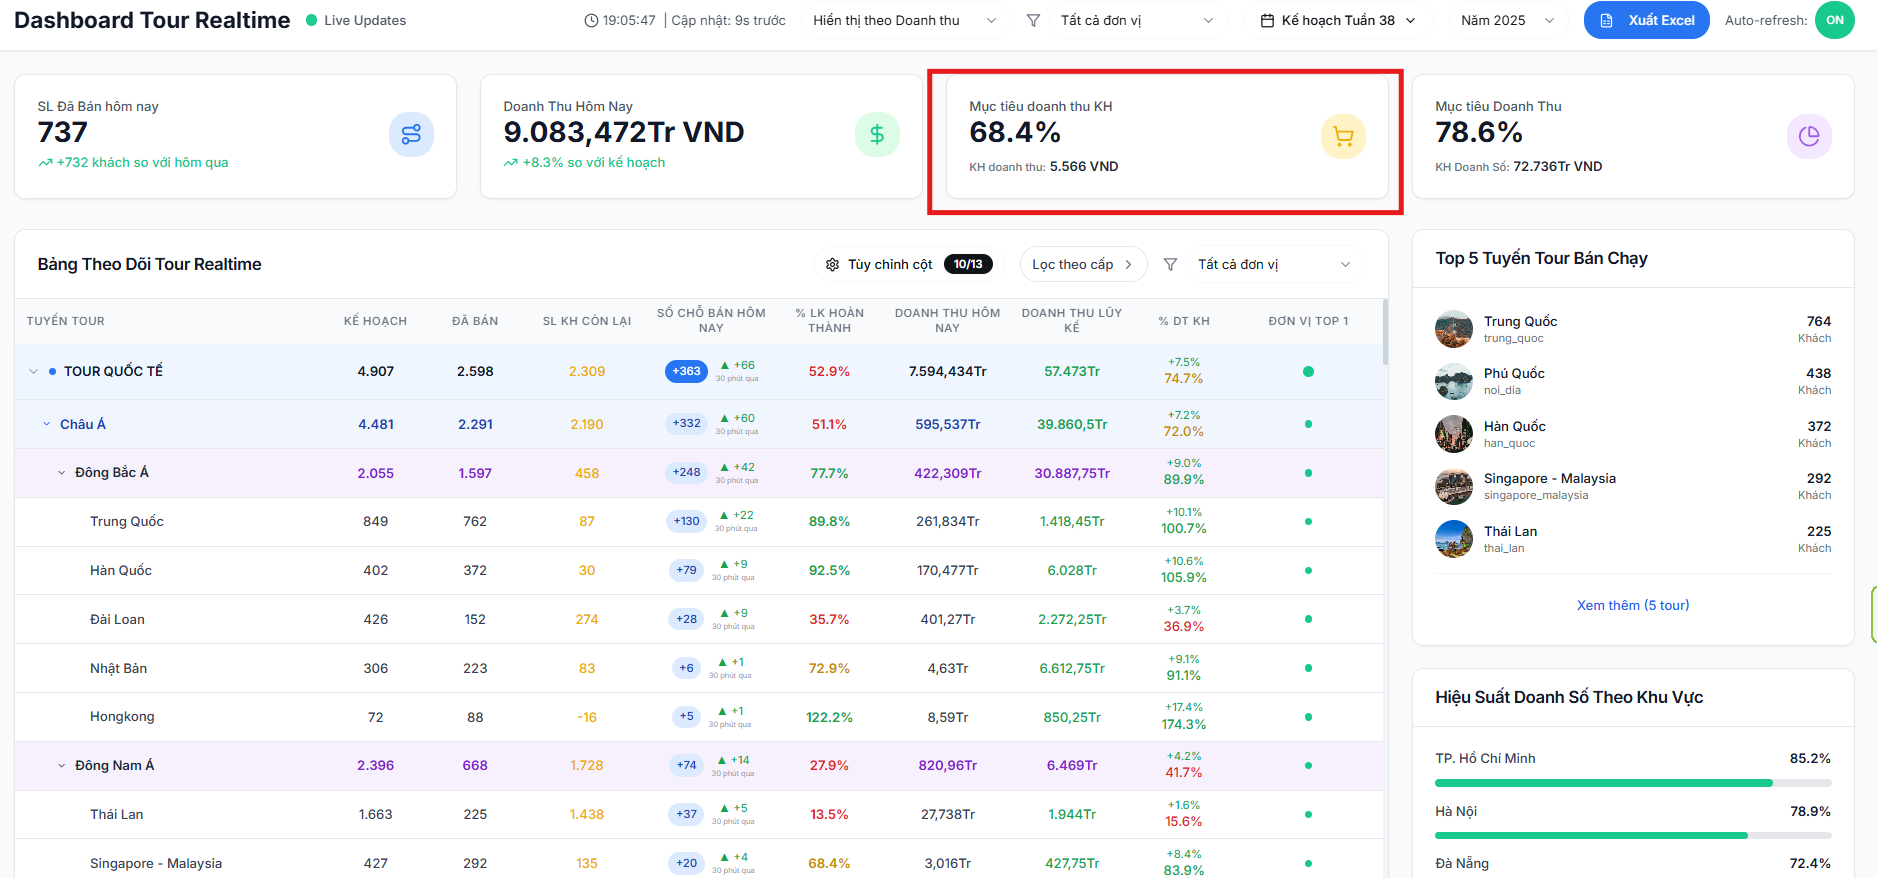 Dashboard Tour Realtime
Live Updates
19:05:47 | Cập nhật: 9s trước
Hiển thị theo Doanh thu
Tất cả đơn vị
Kế hoạch Tuần 38
Năm 2025
Xuất Excel
Auto-refresh: ON
SL Đã Bán hôm nay
737
+732 khách so với hôm qua
Doanh Thu Hôm Nay
9.083,472Tr VND
+8.3% so với kế hoạch
Mục tiêu doanh thu KH
68.4%
KH doanh thu: 5.566 VND
Mục tiêu Doanh Thu
78.6%
KH Doanh Số: 72.736Tr VND
Bảng Theo Dõi Tour Realtime
Tùy chỉnh cột 10/13
Lọc theo cấp
Tất cả đơn vị
TUYẾN TOUR KẾ HOẠCH ĐÃ BÁN SL KH CÒN LẠI SỐ CHỖ BÁN HÔM NAY % LK HOÀN THÀNH DOANH THU HÔM NAY DOANH THU LŨY KẾ % DT KH ĐƠN VỊ TOP 1
TOUR QUỐC TẾ 4.907 2.598 2.309 +363 ▲ +66 30 phút qua 52.9% 7.594,434Tr 57.473Tr +7.5% 74.7%
Châu Á 4.481 2.291 2.190 +332 ▲ +60 30 phút qua 51.1% 595,537Tr 39.860,5Tr +7.2% 72.0%
Đông Bắc Á 2.055 1.597 458 +248 ▲ +42 30 phút qua 77.7% 422,309Tr 30.887,75Tr +9.0% 89.9%
Trung Quốc 849 762 87 +130 ▲ +22 30 phút qua 89.8% 261,834Tr 1.418,45Tr +10.1% 100.7%
Hàn Quốc 402 372 30 +79 ▲ +9 30 phút qua 92.5% 170,477Tr 6.028Tr +10.6% 105.9%
Đài Loan 426 152 274 +28 ▲ +9 30 phút qua 35.7% 401,27Tr 2.272,25Tr +3.7% 36.9%
Nhật Bản 306 223 83 +6 ▲ +1 30 phút qua 72.9% 4,63Tr 6.612,75Tr +9.1% 91.1%
Hongkong 72 88 -16 +5 ▲ +1 30 phút qua 122.2% 8,59Tr 850,25Tr +17.4% 174.3%
Đông Nam Á 2.396 668 1.728 +74 ▲ +14 30 phút qua 27.9% 820,96Tr 6.469Tr +4.2% 41.7%
Thái Lan 1.663 225 1.438 +37 ▲ +5 30 phút qua 13.5% 27,738Tr 1.944Tr +1.6% 15.6%
Singapore - Malaysia 427 292 135 +20 ▲ +4 30 phút qua 68.4% 3,016Tr 427,75Tr +8.4% 83.9%
Top 5 Tuyến Tour Bán Chạy
Trung Quốc 764
trung_quoc Khách
Phú Quốc 438
noi_dia Khách
Hàn Quốc 372
han_quoc Khách
Singapore - Malaysia 292
singapore_malaysia Khách
Thái Lan 225
thai_lan Khách
Xem thêm (5 tour)
Hiệu Suất Doanh Số Theo Khu Vực
TP. Hồ Chí Minh 85.2%
Hà Nội 78.9%
Đà Nẵng 72.4%